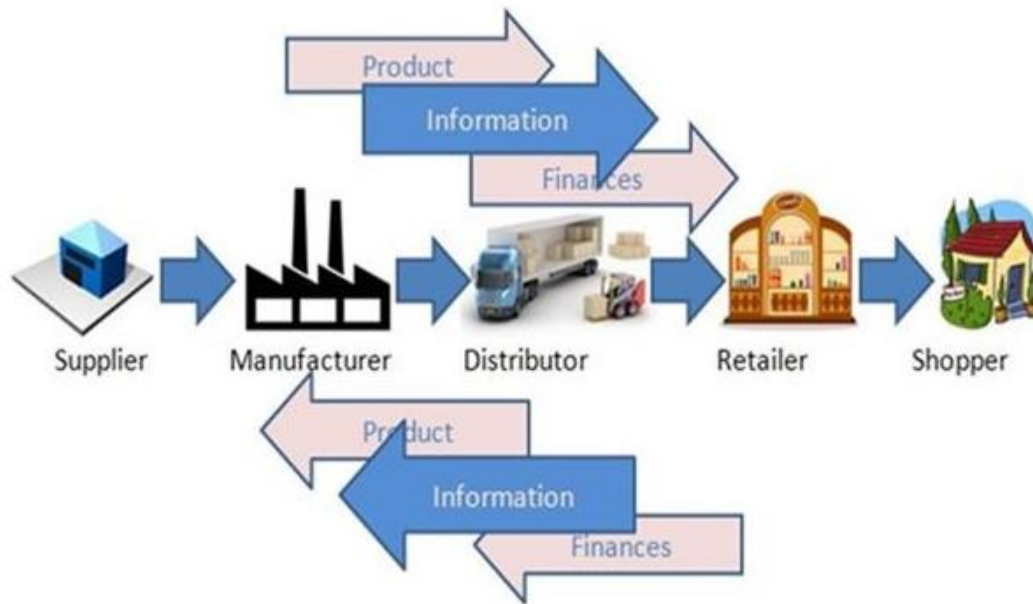 Product
Information
Finances
Supplier Manufacturer Distributor Retailer Shopper
Product
Information
Finances